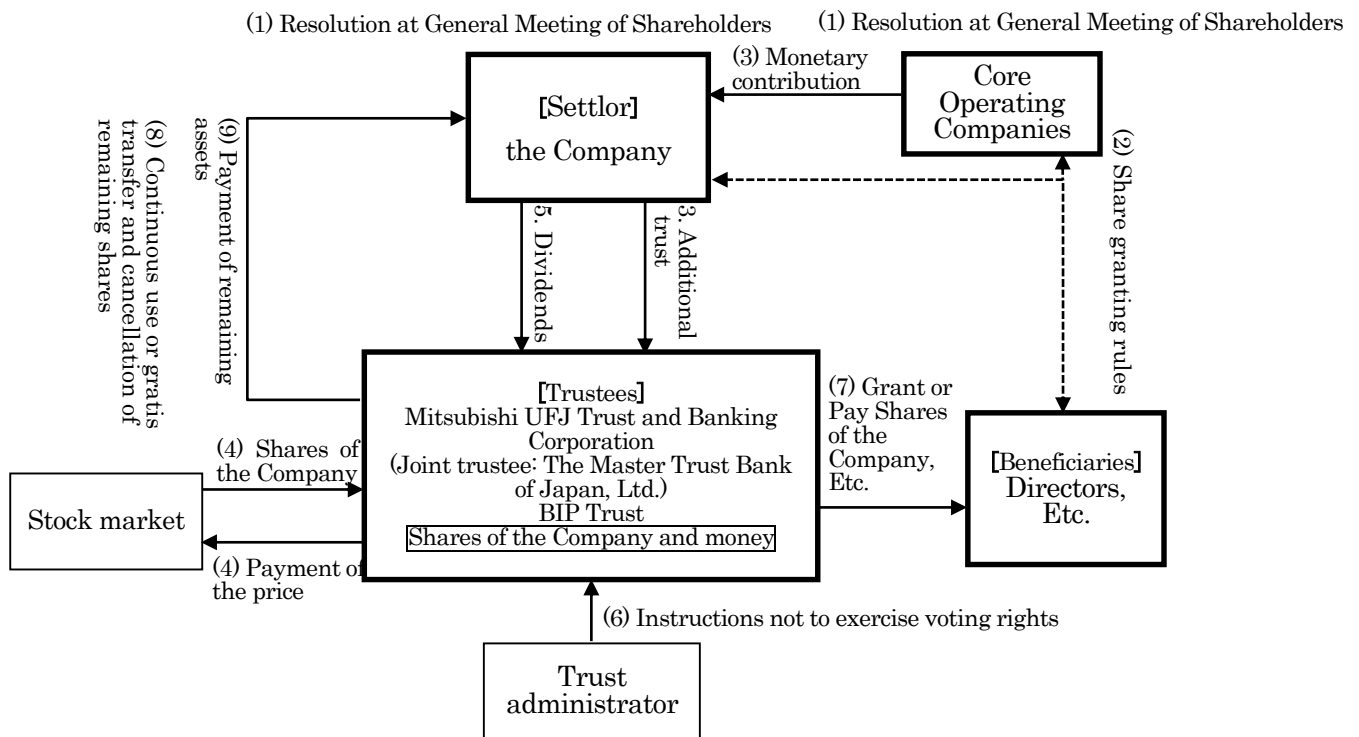 (1) Resolution at General Meeting of Shareholders
(1) Resolution at General Meeting of Shareholders
(3) Monetary
contribution
Core
Operating
Companies
[Settlor]
the Company
(2) Share granting rules
(8) Continuous use or gratis
transfer and cancellation of
remaining shares
(9) Payment of remaining
assets
5. Dividends
3. Additional
trust
[Trustees]
Mitsubishi UFJ Trust and Banking
Corporation
(Joint trustee: The Master Trust Bank
of Japan, Ltd.)
BIP Trust
Shares of the Company and money
(7) Grant or
Pay Shares
of the
Company,
Etc.
[Beneficiaries]
Directors,
Etc.
(4) Shares of
the Company
Stock market
(4) Payment of
the price
(6) Instructions not to exercise voting rights
Trust
administrator